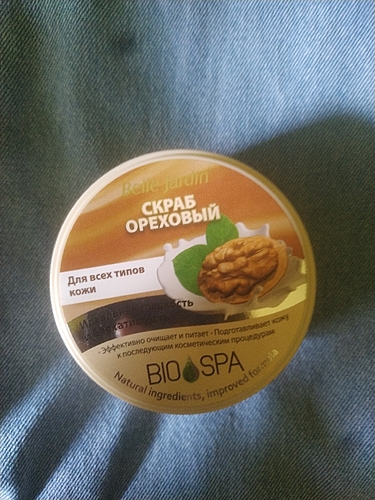 Belle Jardin
СКРАБ
ОРЕХОВЫЙ
Для всех типов
кожи
- Эффективно очищает и питает - Подготавливает кожу
к последующим косметическим процедурам
BIO SPA
Natural ingredients, improved for